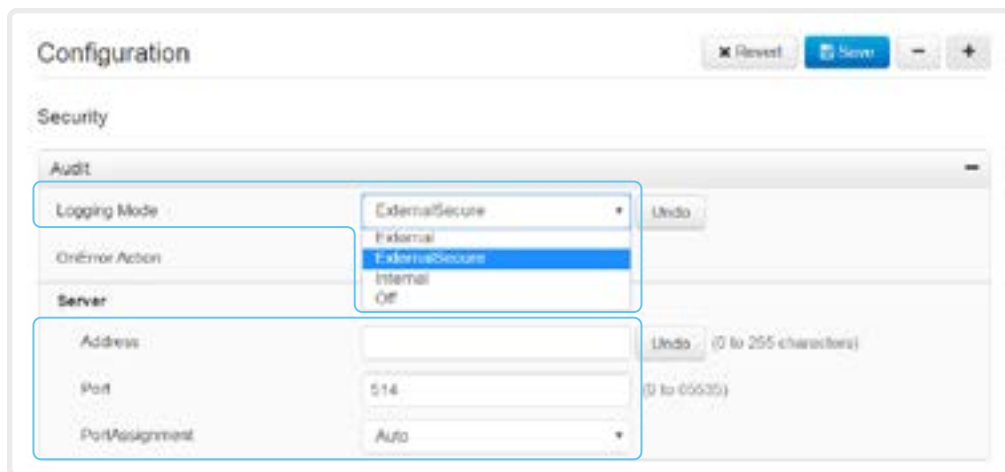 Configuration
Revert Save
Security
Audit
Logging Mode ExternalSecure Undo
External
OnError Action ExternalSecure
Internal
Off
Server
Address Undo (0 to 255 characters)
Port 514 (0 to 65535)
PortAssignment Auto